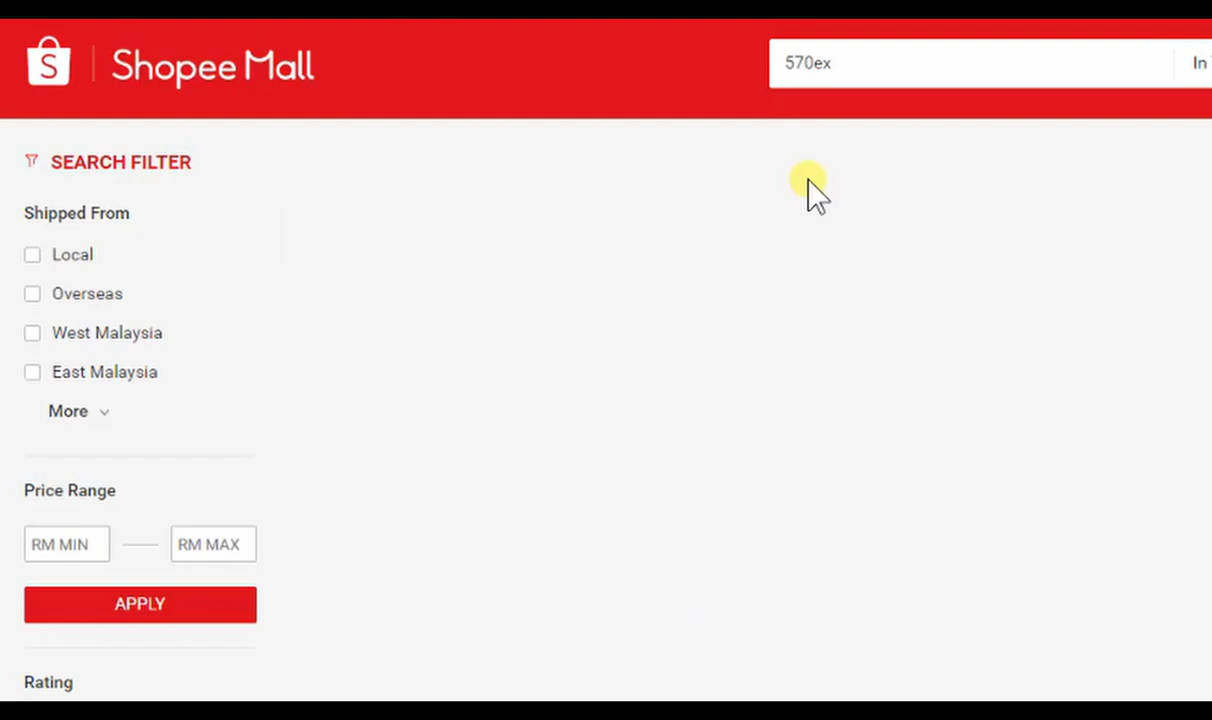 S Shopee Mall
570ex
In
SEARCH FILTER
Shipped From
Local
Overseas
West Malaysia
East Malaysia
More
Price Range
RM MIN
RM MAX
APPLY
Rating